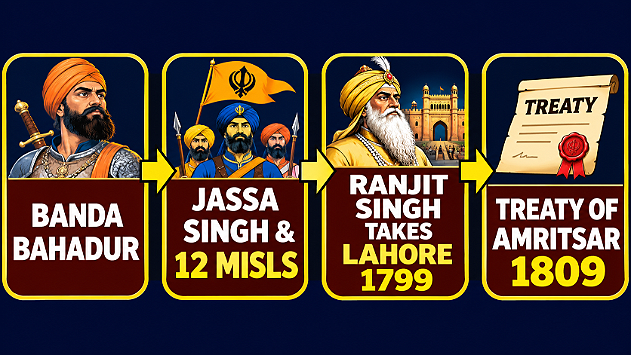 BANDA
BAHADUR
JASSA
SINGH &
12 MISLS
RANJIT
SINGH
TAKES
LAHORE
1799
TREATY
TREATY OF
AMRITSAR
1809